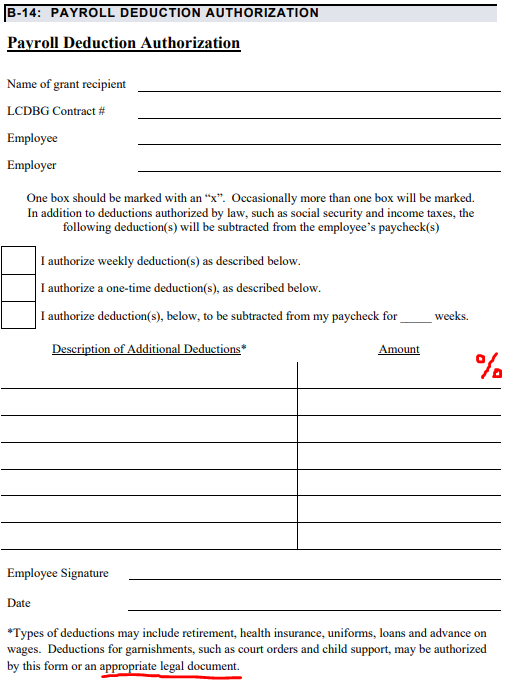 B-14: PAYROLL DEDUCTION AUTHORIZATION
Payroll Deduction Authorization
Name of grant recipient
LCDBG Contract #
Employee
Employer
One box should be marked with an “x”. Occasionally more than one box will be marked.
In addition to deductions authorized by law, such as social security and income taxes, the
following deduction(s) will be subtracted from the employee’s paycheck(s)
I authorize weekly deduction(s) as described below.
I authorize a one-time deduction(s), as described below.
I authorize deduction(s), below, to be subtracted from my paycheck for _____ weeks.
Description of Additional Deductions* Amount
%
Employee Signature
Date
*Types of deductions may include retirement, health insurance, uniforms, loans and advance on
wages. Deductions for garnishments, such as court orders and child support, may be authorized
by this form or an appropriate legal document.